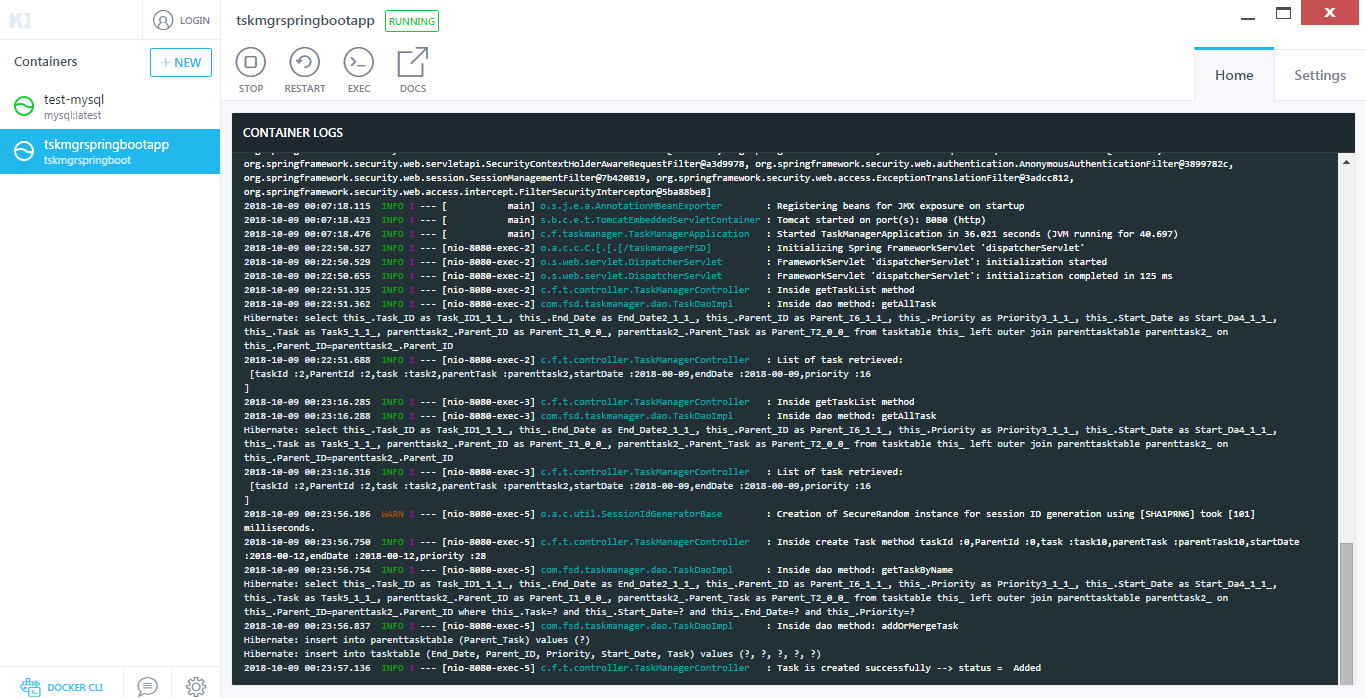 LOGIN
tskmgrspringbootapp RUNNING
Containers
+ NEW
STOP RESTART EXEC DOCS
Home Settings
test-mysql
mysql:latest
tskmgrspringbootapp
tskmgrspringboot
CONTAINER LOGS
org.springframework.security.web.servletapi.SecurityContextHolderAwareRequestFilter@a3d9978, org.springframework.security.web.authentication.AnonymousAuthenticationFilter@3899782c,
org.springframework.security.web.session.SessionManagementFilter@7b420819, org.springframework.security.web.access.ExceptionTranslationFilter@3adcc812,
org.springframework.security.web.access.intercept.FilterSecurityInterceptor@5ba88be8]
2018-10-09 00:07:18.115 INFO 1 --- [ main] o.s.j.e.a.AnnotationMBeanExporter : Registering beans for JMX exposure on startup
2018-10-09 00:07:18.423 INFO 1 --- [ main] s.b.c.e.t.TomcatEmbeddedServletContainer : Tomcat started on port(s): 8080 (http)
2018-10-09 00:07:18.476 INFO 1 --- [ main] c.f.taskmanager.TaskManagerApplication : Started TaskManagerApplication in 36.021 seconds (JVM running for 40.697)
2018-10-09 00:22:50.527 INFO 1 --- [nio-8080-exec-2] o.a.c.c.C.[.[.[/taskmanagerFSD] : Initializing Spring FrameworkServlet 'dispatcherServlet'
2018-10-09 00:22:50.529 INFO 1 --- [nio-8080-exec-2] o.s.web.servlet.DispatcherServlet : FrameworkServlet 'dispatcherServlet': initialization started
2018-10-09 00:22:50.655 INFO 1 --- [nio-8080-exec-2] o.s.web.servlet.DispatcherServlet : FrameworkServlet 'dispatcherServlet': initialization completed in 125 ms
2018-10-09 00:22:51.325 INFO 1 --- [nio-8080-exec-2] c.f.t.controller.TaskManagerController : Inside getTaskList method
2018-10-09 00:22:51.362 INFO 1 --- [nio-8080-exec-2] com.fsd.taskmanager.dao.TaskDaoImpl : Inside dao method: getAllTask
Hibernate: select this_.Task_ID as Task_ID1_1_1_, this_.End_Date as End_Date2_1_1_, this_.Parent_ID as Parent_I6_1_1_, this_.Priority as Priority3_1_1_, this_.Start_Date as Start_Da4_1_1_,
this_.Task as Task5_1_1_, parenttask2_.Parent_ID as Parent_I1_0_0_, parenttask2_.Parent_Task as Parent_T2_0_0_ from tasktable this_ left outer join parenttasktable parenttask2_ on
this_.Parent_ID=parenttask2_.Parent_ID
2018-10-09 00:22:51.688 INFO 1 --- [nio-8080-exec-2] c.f.t.controller.TaskManagerController : List of task retrieved:
[taskId :2,ParentId :2,task :task2,parentTask :parenttask2,startDate :2018-00-09,endDate :2018-00-09,priority :16
]
2018-10-09 00:23:16.285 INFO 1 --- [nio-8080-exec-3] c.f.t.controller.TaskManagerController : Inside getTaskList method
2018-10-09 00:23:16.288 INFO 1 --- [nio-8080-exec-3] com.fsd.taskmanager.dao.TaskDaoImpl : Inside dao method: getAllTask
Hibernate: select this_.Task_ID as Task_ID1_1_1_, this_.End_Date as End_Date2_1_1_, this_.Parent_ID as Parent_I6_1_1_, this_.Priority as Priority3_1_1_, this_.Start_Date as Start_Da4_1_1_,
this_.Task as Task5_1_1_, parenttask2_.Parent_ID as Parent_I1_0_0_, parenttask2_.Parent_Task as Parent_T2_0_0_ from tasktable this_ left outer join parenttasktable parenttask2_ on
this_.Parent_ID=parenttask2_.Parent_ID
2018-10-09 00:23:16.316 INFO 1 --- [nio-8080-exec-3] c.f.t.controller.TaskManagerController : List of task retrieved:
[taskId :2,ParentId :2,task :task2,parentTask :parenttask2,startDate :2018-00-09,endDate :2018-00-09,priority :16
]
2018-10-09 00:23:56.186 WARN 1 --- [nio-8080-exec-5] o.a.c.util.SessionIdGeneratorBase : Creation of SecureRandom instance for session ID generation using [SHA1PRNG] took [101]
milliseconds.
2018-10-09 00:23:56.750 INFO 1 --- [nio-8080-exec-5] c.f.t.controller.TaskManagerController : Inside create Task method taskId :0,ParentId :0,task :task10,parentTask :parentTask10,startDate
:2018-00-12,endDate :2018-00-12,priority :28
2018-10-09 00:23:56.754 INFO 1 --- [nio-8080-exec-5] com.fsd.taskmanager.dao.TaskDaoImpl : Inside dao method: getTaskByName
Hibernate: select this_.Task_ID as Task_ID1_1_1_, this_.End_Date as End_Date2_1_1_, this_.Parent_ID as Parent_I6_1_1_, this_.Priority as Priority3_1_1_, this_.Start_Date as Start_Da4_1_1_,
this_.Task as Task5_1_1_, parenttask2_.Parent_ID as Parent_I1_0_0_, parenttask2_.Parent_Task as Parent_T2_0_0_ from tasktable this_ left outer join parenttasktable parenttask2_ on
this_.Parent_ID=parenttask2_.Parent_ID where this_.Task=? and this_.Start_Date=? and this_.End_Date=? and this_.Priority=?
2018-10-09 00:23:56.837 INFO 1 --- [nio-8080-exec-5] com.fsd.taskmanager.dao.TaskDaoImpl : Inside dao method: addOrMergeTask
Hibernate: insert into parenttasktable (Parent_Task) values (?)
Hibernate: insert into tasktable (End_Date, Parent_ID, Priority, Start_Date, Task) values (?, ?, ?, ?, ?)
2018-10-09 00:23:57.136 INFO 1 --- [nio-8080-exec-5] c.f.t.controller.TaskManagerController : Task is created successfully --> status = Added
DOCKER CLI